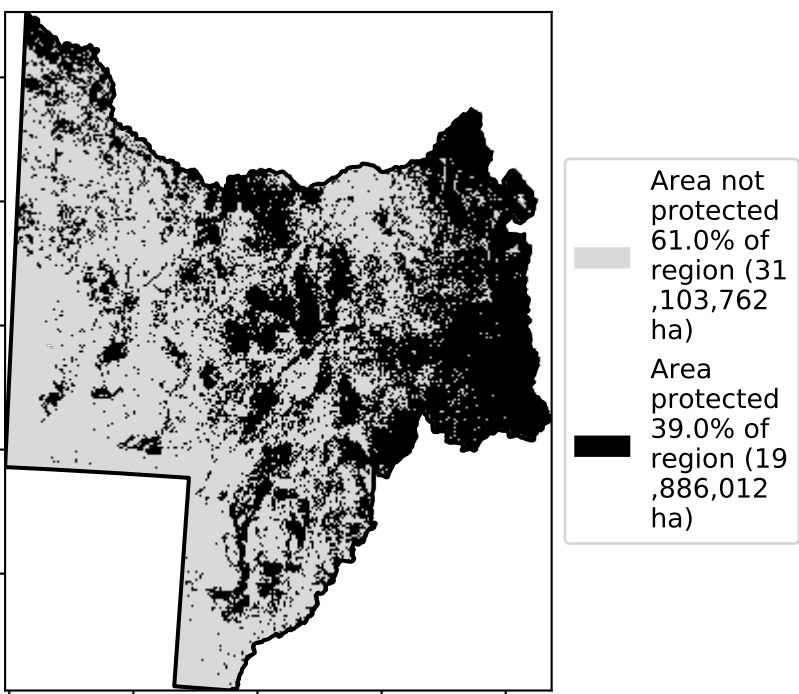 Area not
protected
61.0% of
region (31
,103,762
ha)
Area
protected
39.0% of
region (19
,886,012
ha)